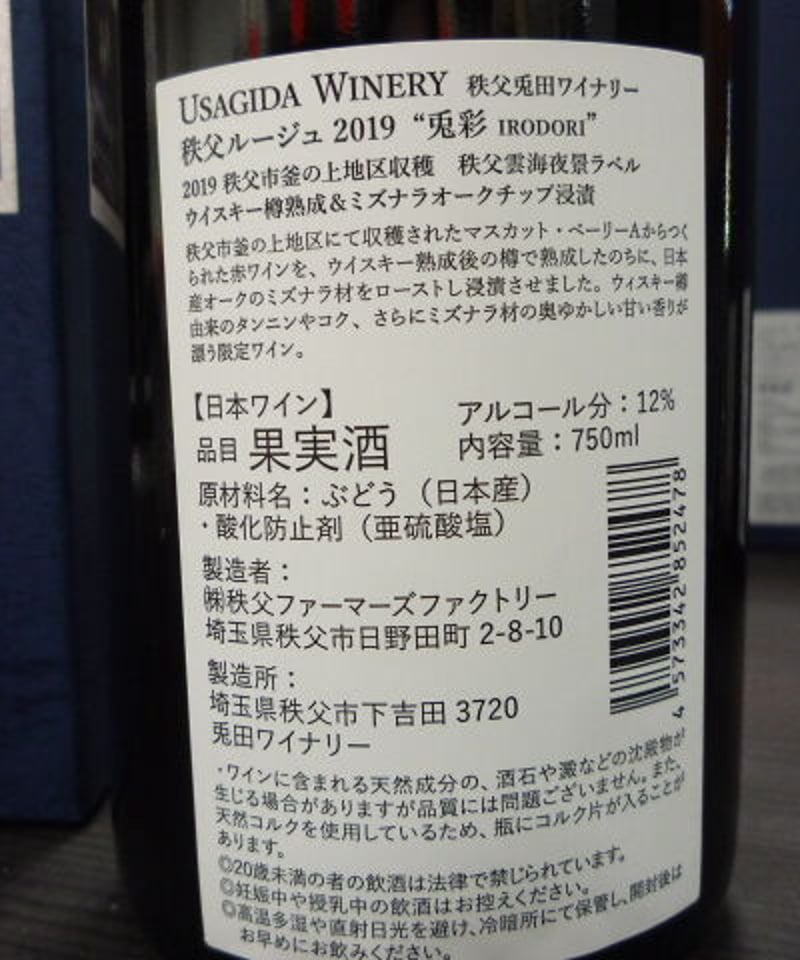 USAGIDA WINERY 秩父兎田ワイナリー
秩父ルージュ 2019 “兎彩 IRODORI”
2019 秩父市釜の上地区収穫 秩父雲海夜景ラベル
ウイスキー樽熟成&ミズナラオークチップ浸漬
秩父市釜の上地区にて収穫されたマスカット・ベーリーAからつく
られた赤ワインを、ウイスキー熟成後の樽で熟成したのちに、日本
産オークのミズナラ材をローストし浸漬させました。ウィスキー樽
由来のタンニンやコク、さらにミズナラ材の奥ゆかしい甘い香りが
漂う限定ワイン。
【日本ワイン】 アルコール分:12%
品目 果実酒 内容量:750ml
原材料名:ぶどう(日本産)
・酸化防止剤(亜硫酸塩)
製造者:
㈱秩父ファーマーズファクトリー
埼玉県秩父市日野田町 2-8-10
製造所:
埼玉県秩父市下吉田 3720
兎田ワイナリー
4 573342 852478
・ワインに含まれる天然成分の、酒石や澱などの沈殿物が
生じる場合がありますが品質には問題ございません。また、
天然コルクを使用しているため、瓶にコルク片が入ることが
あります。
◎20歳未満の者の飲酒は法律で禁じられています。
◎妊娠中や授乳中の飲酒はお控えください。
◎高温多湿や直射日光を避け、冷暗所にて保管し、開封後は
お早めにお飲みください。